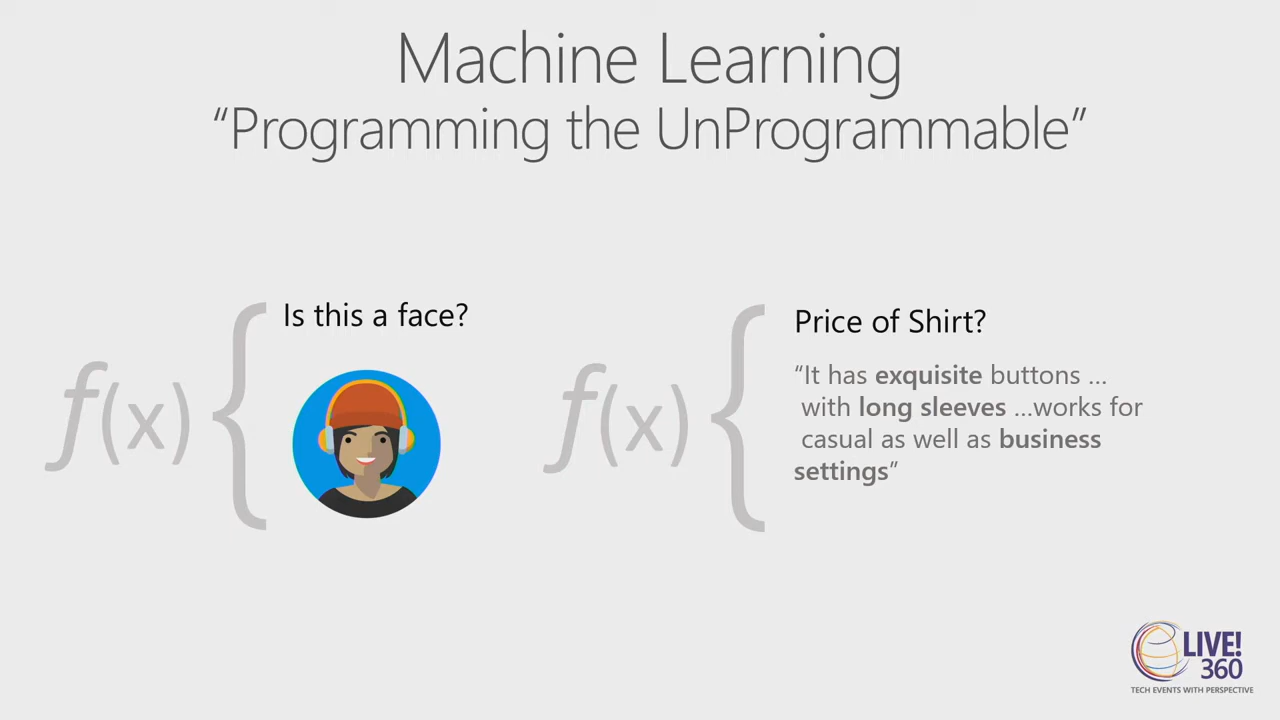 Machine Learning
“Programming the UnProgrammable”
f(x)
Is this a face?
f(x)
Price of Shirt?
“It has exquisite buttons ...
with long sleeves ...works for
casual as well as business
settings”
LIVE!
360
TECH EVENTS WITH PERSPECTIVE